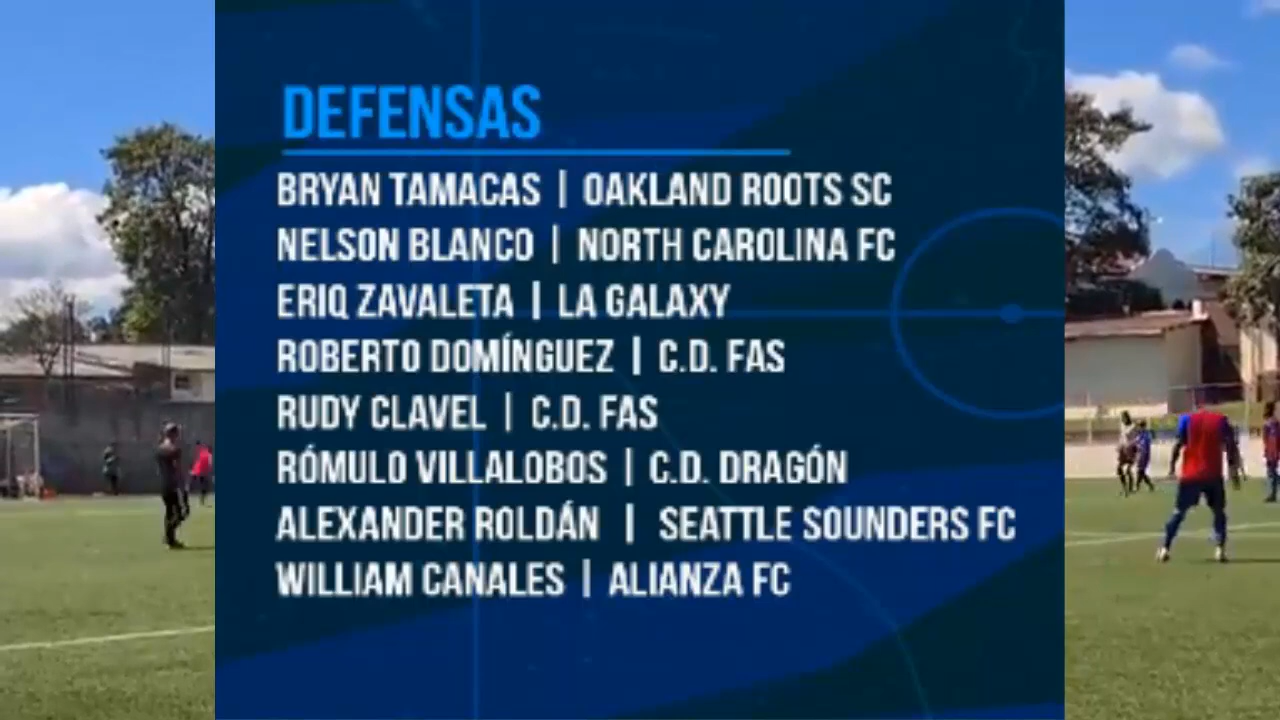 DEFENSAS
BRYAN TAMACAS | OAKLAND ROOTS SC
NELSON BLANCO | NORTH CAROLINA FC
ERIQ ZAVALETA | LA GALAXY
ROBERTO DOMÍNGUEZ | C.D. FAS
RUDY CLAVEL | C.D. FAS
RÓMULO VILLALOBOS | C.D. DRAGÓN
ALEXANDER ROLDÁN | SEATTLE SOUNDERS FC
WILLIAM CANALES | ALIANZA FC